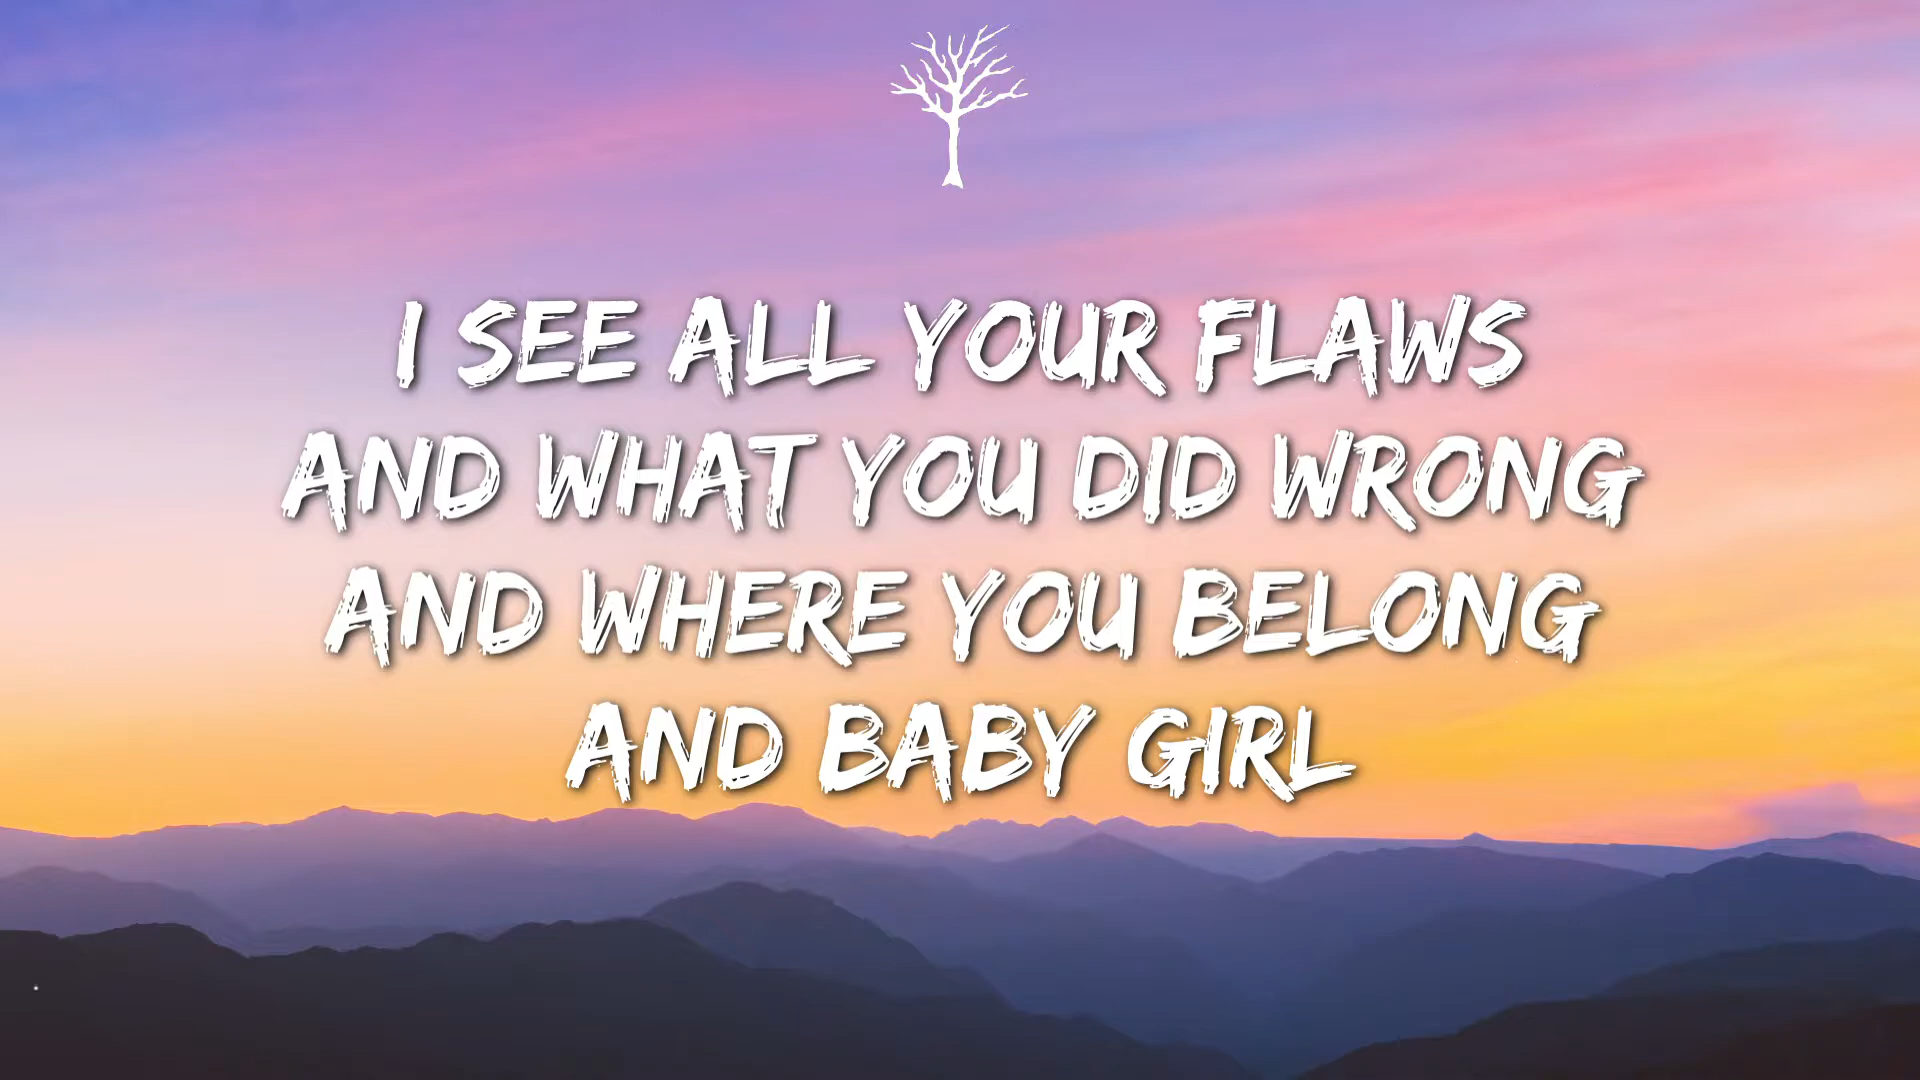 I SEE ALL YOUR FLAWS
AND WHAT YOU DID WRONG
AND WHERE YOU BELONG
AND BABY GIRL